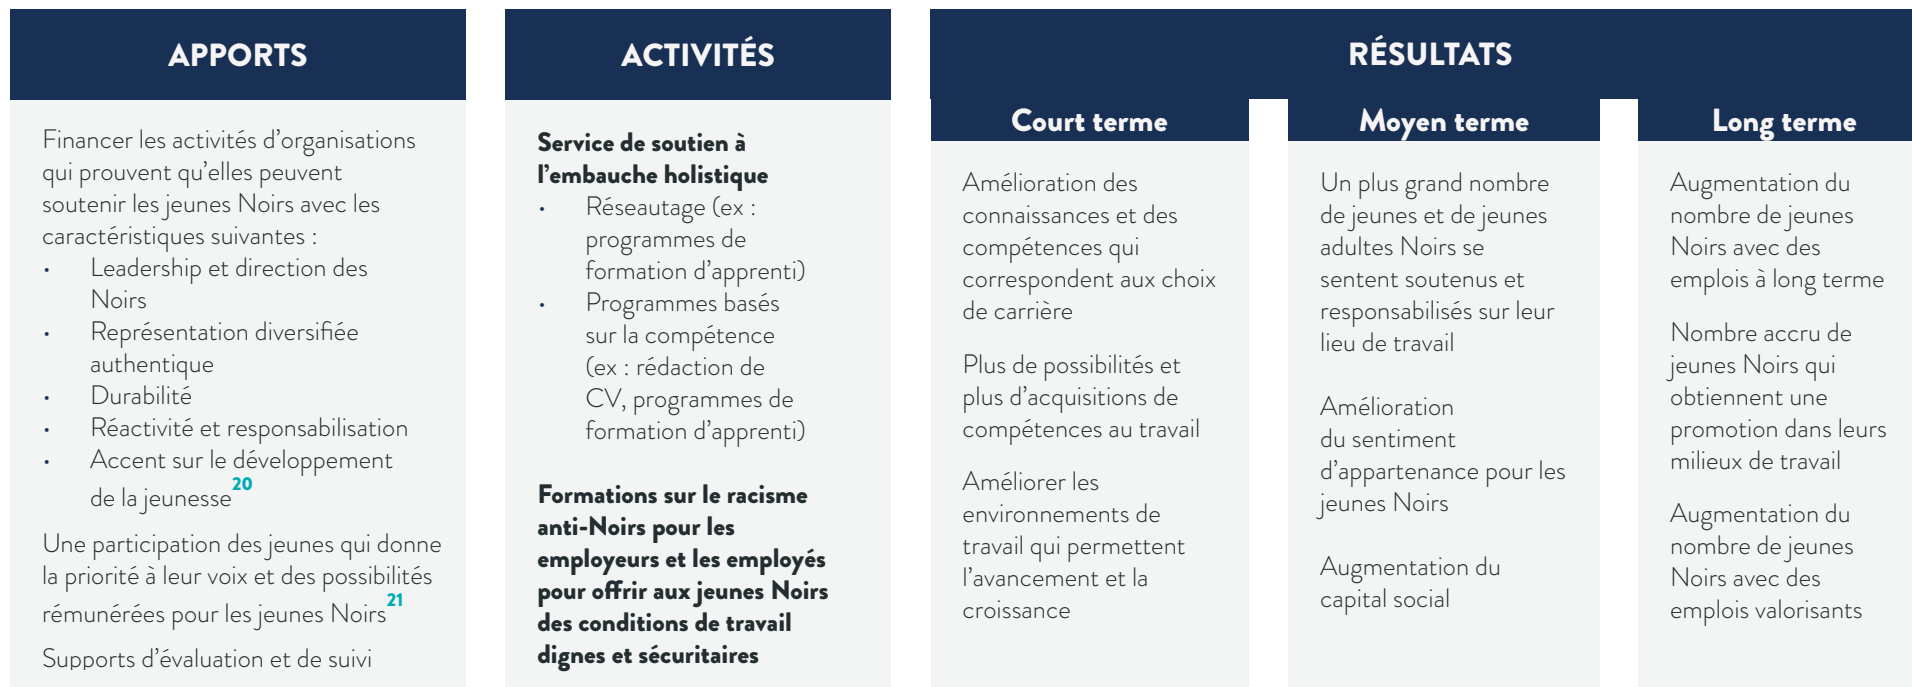 APPORTS
Financer les activités d’organisations
qui prouvent qu’elles peuvent
soutenir les jeunes Noirs avec les
caractéristiques suivantes :
• Leadership et direction des
Noirs
• Représentation diversifiée
authentique
• Durabilité
• Réactivité et responsabilisation
• Accent sur le développement
de la jeunesse20
Une participation des jeunes qui donne
la priorité à leur voix et des possibilités
rémunérées pour les jeunes Noirs21
Supports d’évaluation et de suivi
ACTIVITÉS
Service de soutien à
l’embauche holistique
• Réseautage (ex :
programmes de
formation d’apprenti)
• Programmes basés
sur la compétence
(ex : rédaction de
CV, programmes de
formation d’apprenti)
Formations sur le racisme
anti-Noirs pour les
employeurs et les employés
pour offrir aux jeunes Noirs
des conditions de travail
dignes et sécuritaires
RÉSULTATS
Court terme
Amélioration des
connaissances et des
compétences qui
correspondent aux choix
de carrière
Plus de possibilités et
plus d’acquisitions de
compétences au travail
Améliorer les
environnements de
travail qui permettent
l’avancement et la
croissance
Moyen terme
Un plus grand nombre
de jeunes et de jeunes
adultes Noirs se
sentent soutenus et
responsabilisés sur leur
lieu de travail
Amélioration
du sentiment
d’appartenance pour les
jeunes Noirs
Augmentation du
capital social
Long terme
Augmentation du
nombre de jeunes
Noirs avec des
emplois à long terme
Nombre accru de
jeunes Noirs qui
obtiennent une
promotion dans leurs
milieux de travail
Augmentation du
nombre de jeunes
Noirs avec des
emplois valorisants